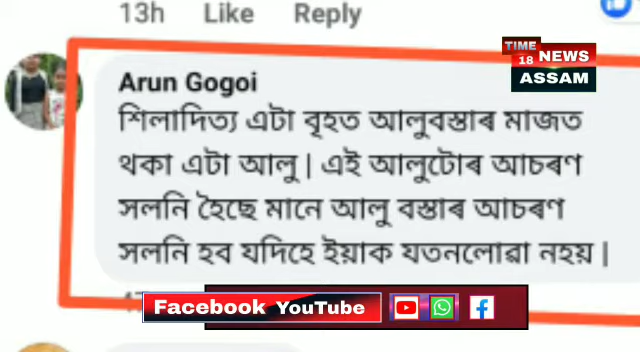 13h Like Reply
TIME
18 NEWS
ASSAM
Arun Gogoi
শিলাদিত্য এটা বৃহত আলুবস্তাৰ মাজত
থকা এটা আলু | এই আলুটোৰ আচৰণ
সলনি হৈছে মানে আলু বস্তাৰ আচৰণ
সলনি হব যদিহে ইয়াক যতনলোৱা নহয় |
Facebook YouTube